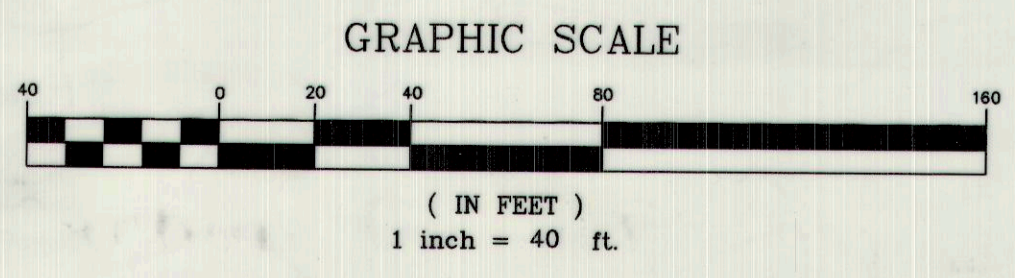 GRAPHIC SCALE
40 0 20 40 80 160
( IN FEET )
1 inch = 40 ft.